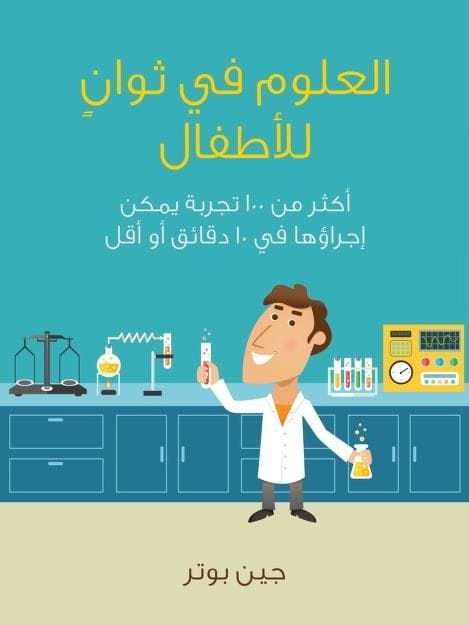 العلوم في ثوانٍ
للأطفال
أكثر من ١٠٠ تجربة يمكن
إجراؤها في ١٠ دقائق أو أقل
جين بوتر